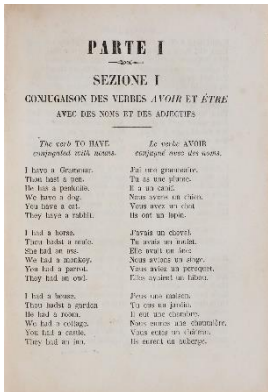 PARTE I
SEZIONE I
CONJUGAISON DES VERBES AVOIR ET ÊTRE
AVEC DES NOMS ET DES ADJECTIFS
The verb TO HAVE
conjugated with nouns.
I have a Grammar.
Thou hast a pen.
He has a penknife.
We have a dog.
You have a cat.
They have a rabbit.
I had a horse.
Thou hadst a mule.
She had an ass.
We had a monkey.
You had a parrot.
They had an owl.
I had a house.
Thou hadst a garden
He had a room.
We had a cottage.
You had a castle.
They had an inn.
Le verbe AVOIR
conjugué avec des noms.
J'ai une grammaire.
Tu as une plume.
Il a un canif.
Nous avons un chien.
Vous avez un chat.
Ils ont un lapin.
J'avais un cheval.
Tu avais un mulet.
Elle avait un âne.
Nous avions un singe.
Vous aviez un perroquet.
Elles avaient un hibou.
J'eus une maison.
Tu eus un jardin.
Il eut une chambre.
Nous eûmes une chaumière.
Vous eûtes un château.
Ils eurent un auberge.